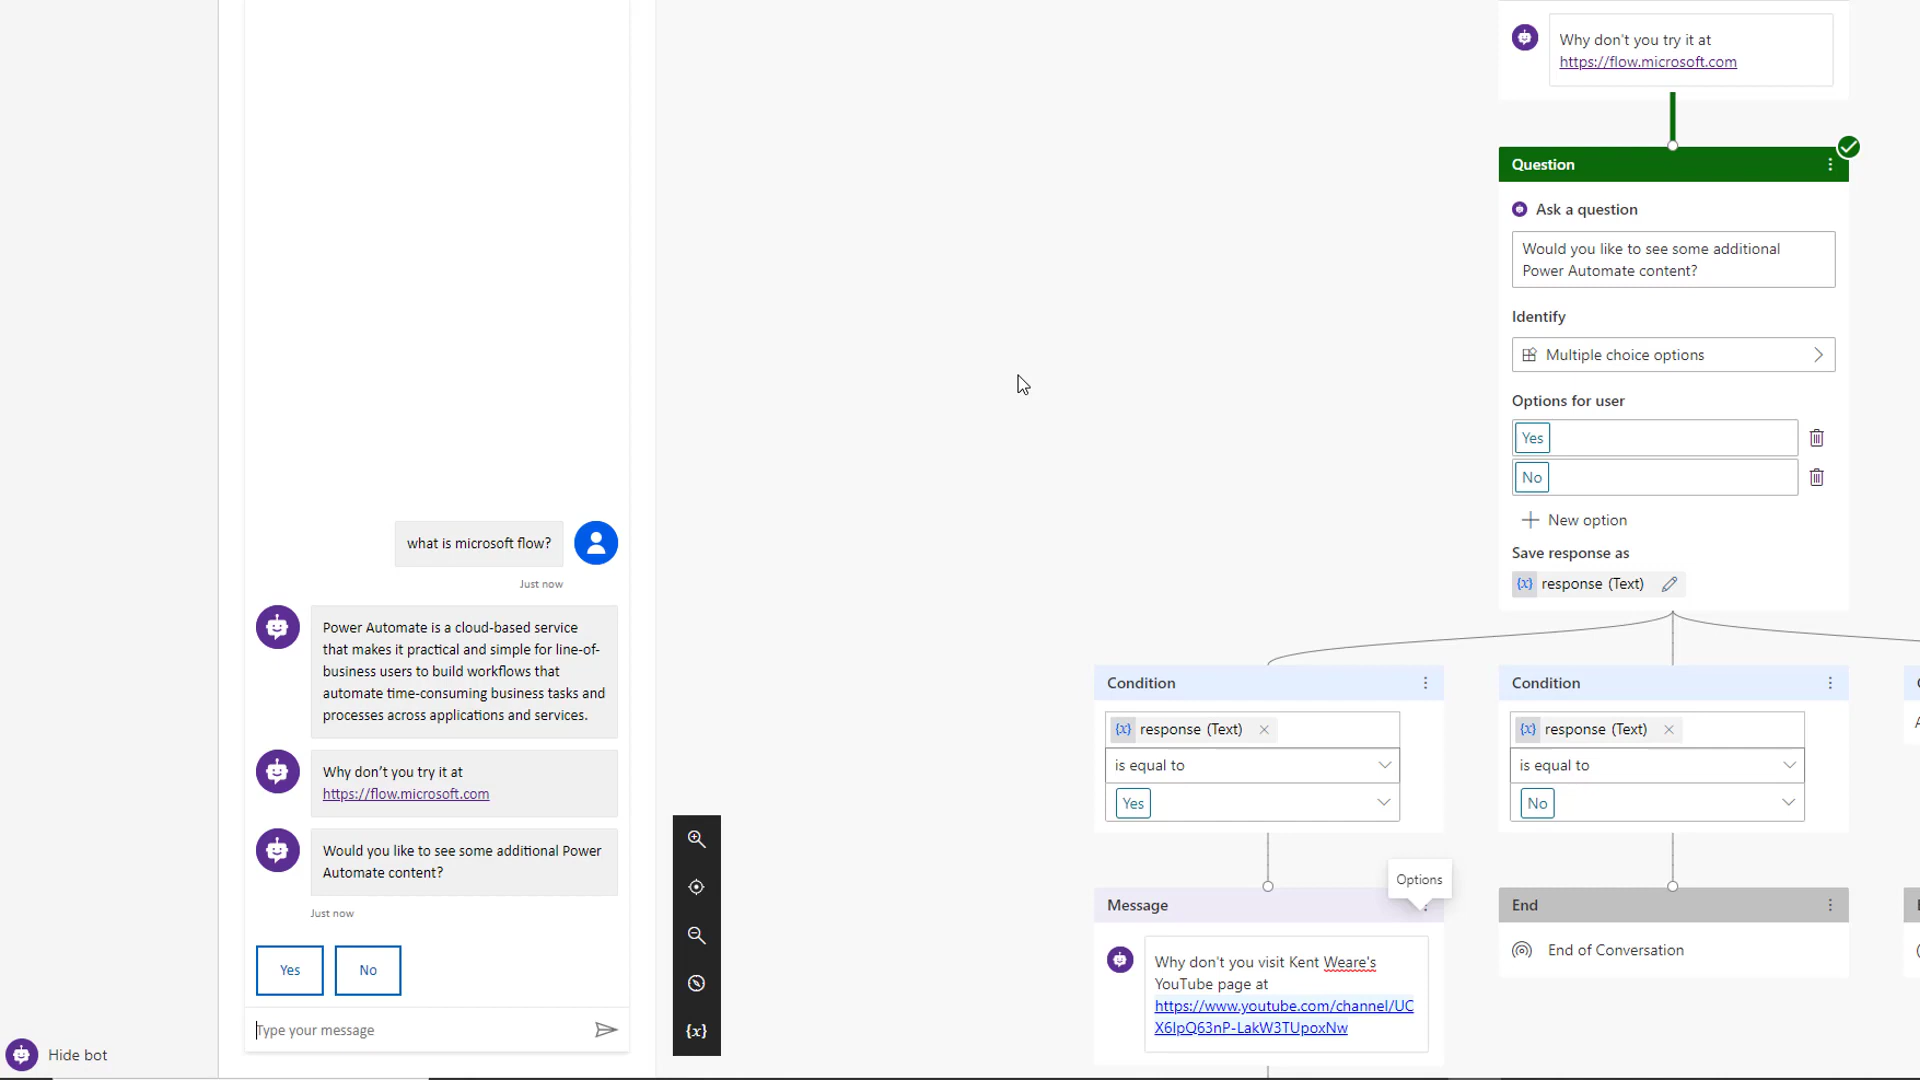 what is microsoft flow?
Just now
Power Automate is a cloud-based service
that makes it practical and simple for line-of-
business users to build workflows that
automate time-consuming business tasks and
processes across applications and services.
Why don't you try it at
https://flow.microsoft.com
Would you like to see some additional Power
Automate content?
Just now
Yes
No
Type your message
Hide bot
{x}
Why don't you try it at
https://flow.microsoft.com
Question
Ask a question
Would you like to see some additional
Power Automate content?
Identify
Multiple choice options
Options for user
Yes
No
New option
Save response as
{x} response (Text)
Condition
{x} response (Text)
is equal to
Yes
Condition
{x} response (Text)
is equal to
No
Options
Message
Why don't you visit Kent Weare's
YouTube page at
https://www.youtube.com/channel/UC
X6IpQ63nP-LakW3TUpoxNw
End
End of Conversation